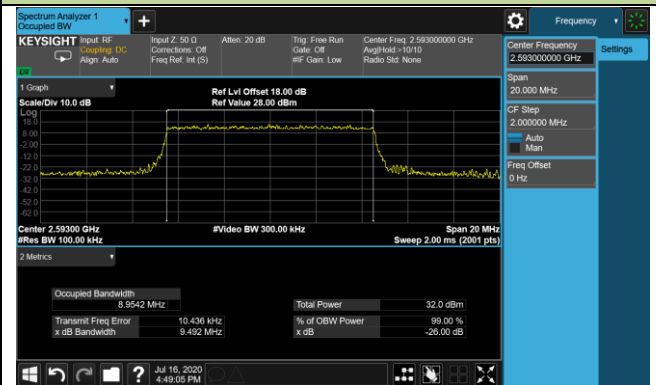 Spectrum Analyzer 1
Occupied BW
Frequency
KEYSIGHT
Input: RF
Coupling: DC
Align: Auto
Input Z: 50 Ω
Corrections: Off
Freq Ref: Int (S)
Atten: 20 dB
Trig: Free Run
Gate: Off
#IF Gain: Low
Center Freq: 2.593000000 GHz
Avg|Hold:>10/10
Radio Std: None
Center Frequency
2.593000000 GHz
Settings
Span
20.000 MHz
CF Step
2.000000 MHz
Auto
Man
Freq Offset
0 Hz
1 Graph
Scale/Div 10.0 dB
Ref Lvl Offset 18.00 dB
Ref Value 28.00 dBm
Log
18.0
8.00
-2.00
-12.0
-22.0
-32.0
-42.0
-52.0
-62.0
Center 2.59300 GHz
#Res BW 100.00 kHz
#Video BW 300.00 kHz
Span 20 MHz
Sweep 2.00 ms (2001 pts)
2 Metrics
Occupied Bandwidth
8.9542 MHz
Total Power 32.0 dBm
Transmit Freq Error 10.436 kHz
% of OBW Power 99.00 %
x dB Bandwidth 9.492 MHz
x dB -26.00 dB
?
Jul 16, 2020
4:49:05 PM